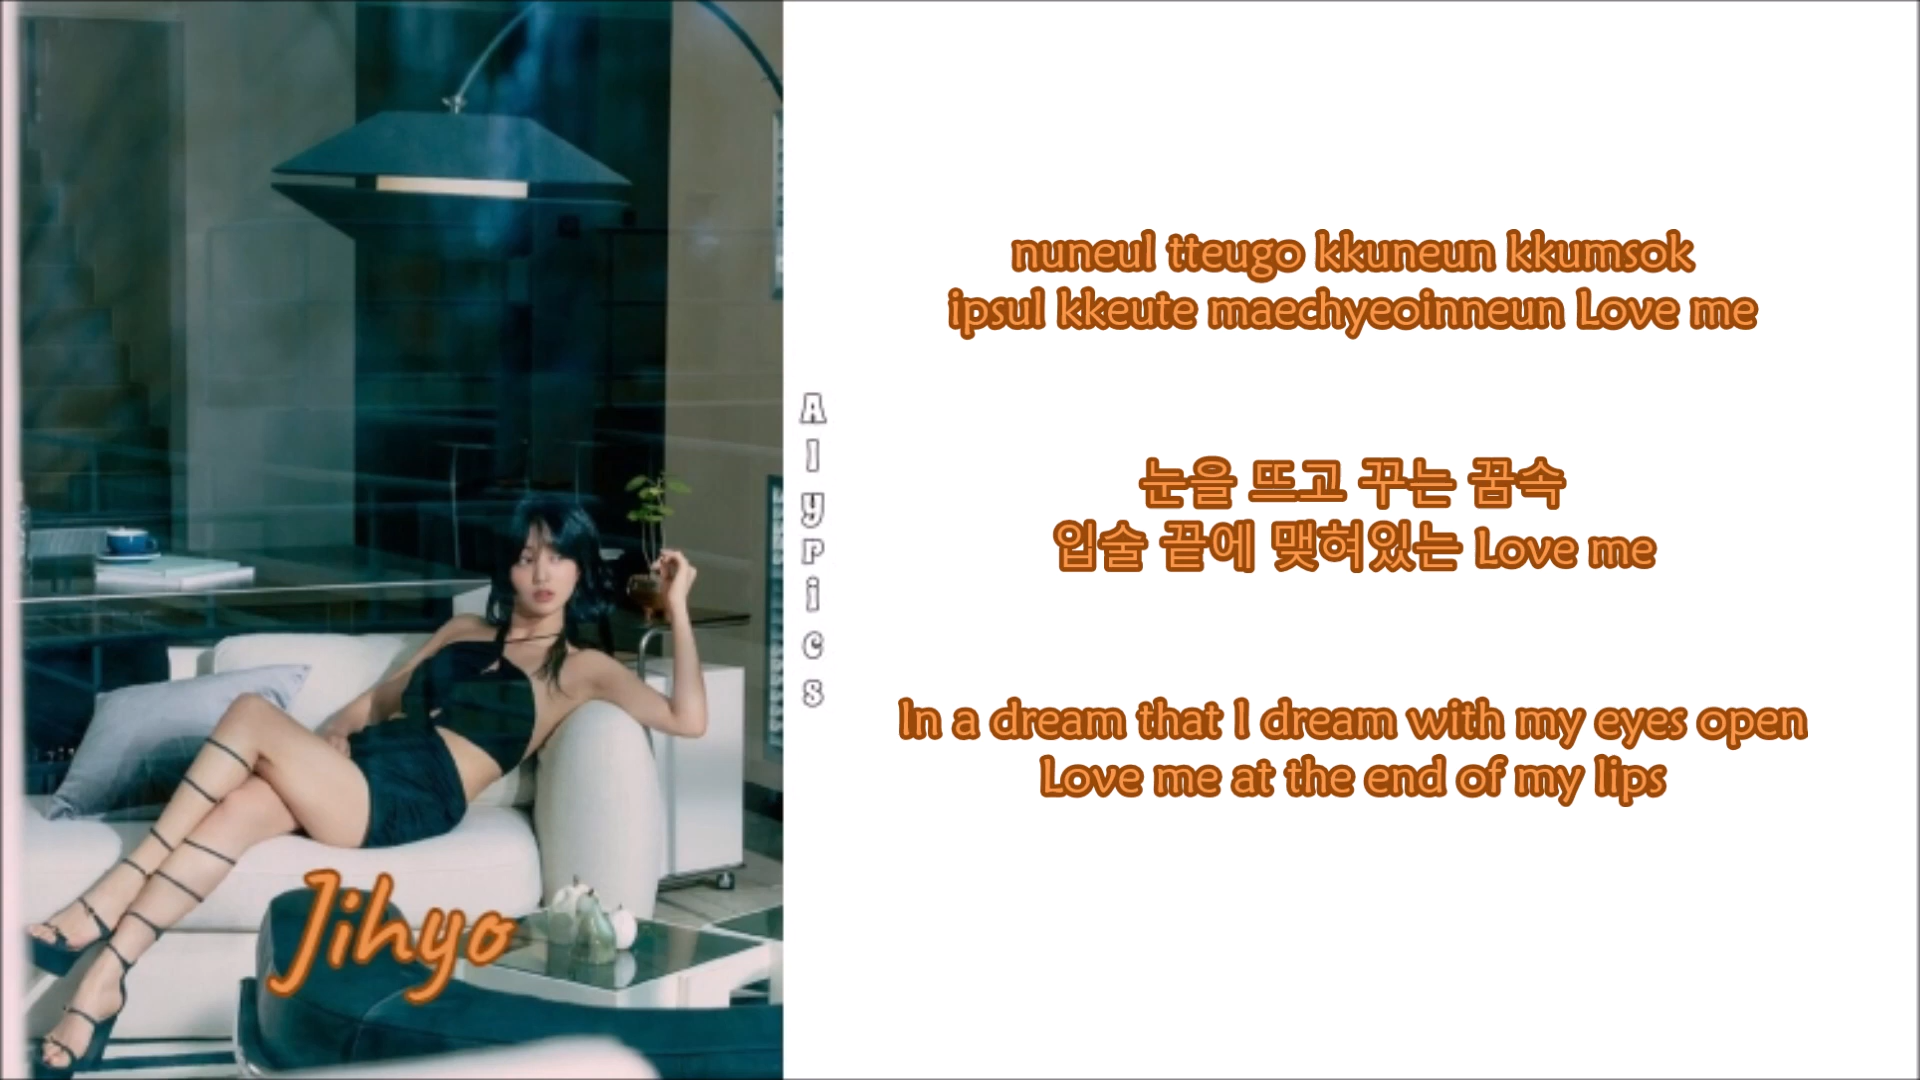 Jihyo
Alypics
nuneul tteugo kkuneun kkumsok
ipsul kkeute maechyeoinneun Love me
눈을 뜨고 꾸는 꿈속
입술 끝에 맺혀있는 Love me
In a dream that I dream with my eyes open
Love me at the end of my lips